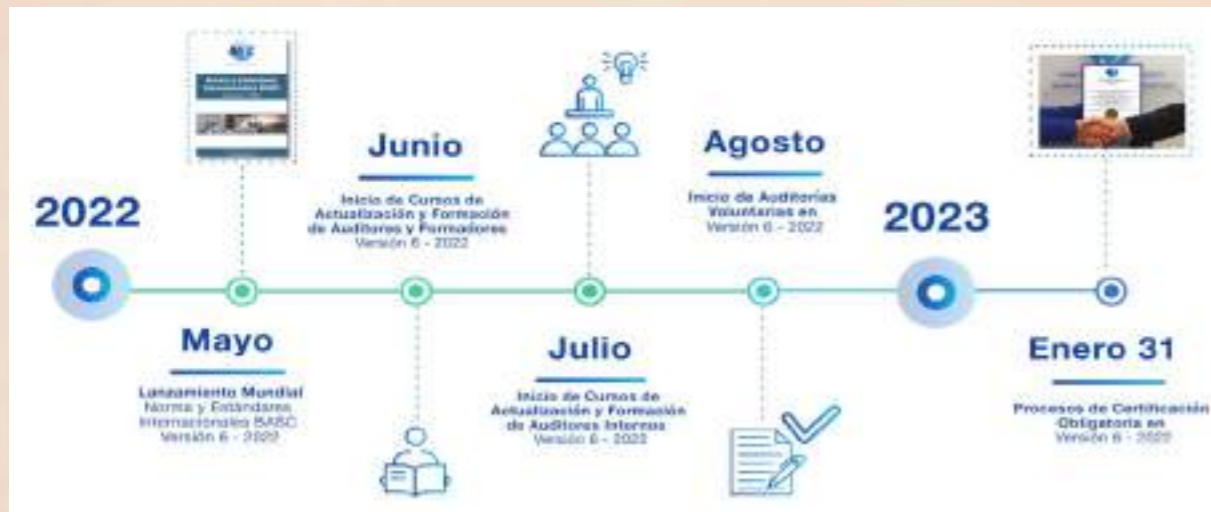 2022
Mayo
Lanzamiento Mundial
Norma y Estándares
Internacionales BASC
Versión 6 - 2022
Junio
Inicio de Cursos de
Actualización y Formación
de Auditores y Formadores
Versión 6 - 2022
Julio
Inicio de Cursos de
Actualización y Formación
de Auditores Internos
Versión 6 - 2022
Agosto
Inicio de Auditorías
Voluntarias en
Versión 6 - 2022
2023
Enero 31
Procesos de Certificación
Obligatoria en
Versión 6 - 2022